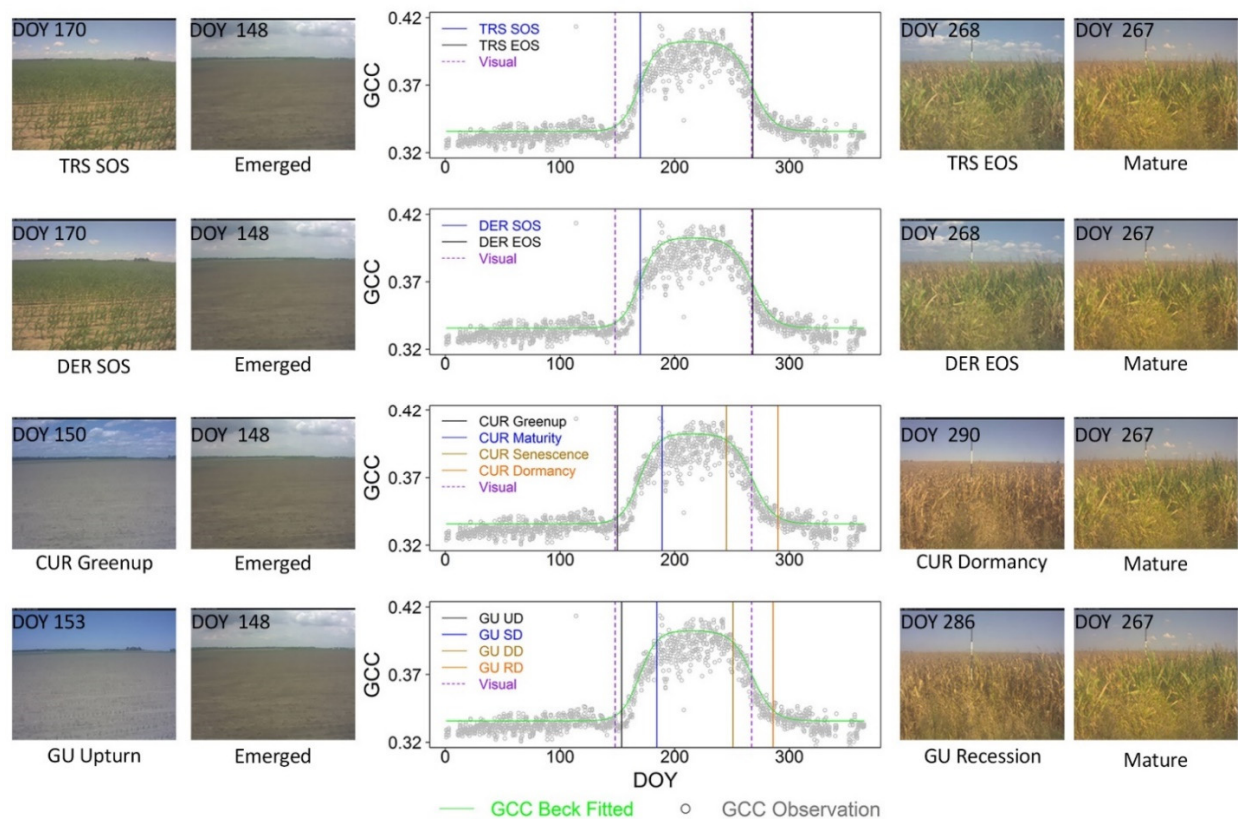 DOY 170
DOY 148
0.42
0.37
0.32
GCC
TRS SOS
TRS EOS
Visual
0
100
200
300
DOY 268
DOY 267
TRS SOS
Emerged
TRS EOS
Mature
DOY 170
DOY 148
0.42
0.37
0.32
GCC
DER SOS
DER EOS
Visual
0
100
200
300
DOY 268
DOY 267
DER SOS
Emerged
DER EOS
Mature
DOY 150
DOY 148
0.42
0.37
0.32
GCC
CUR Greenup
CUR Maturity
CUR Senescence
CUR Dormancy
Visual
0
100
200
300
DOY 290
DOY 267
CUR Greenup
Emerged
CUR Dormancy
Mature
DOY 153
DOY 148
0.42
0.37
0.32
GCC
GU UD
GU SD
GU DD
GU RD
Visual
0
100
200
300
DOY 286
DOY 267
GU Upturn
Emerged
GU Recession
Mature
DOY
GCC Beck Fitted
GCC Observation